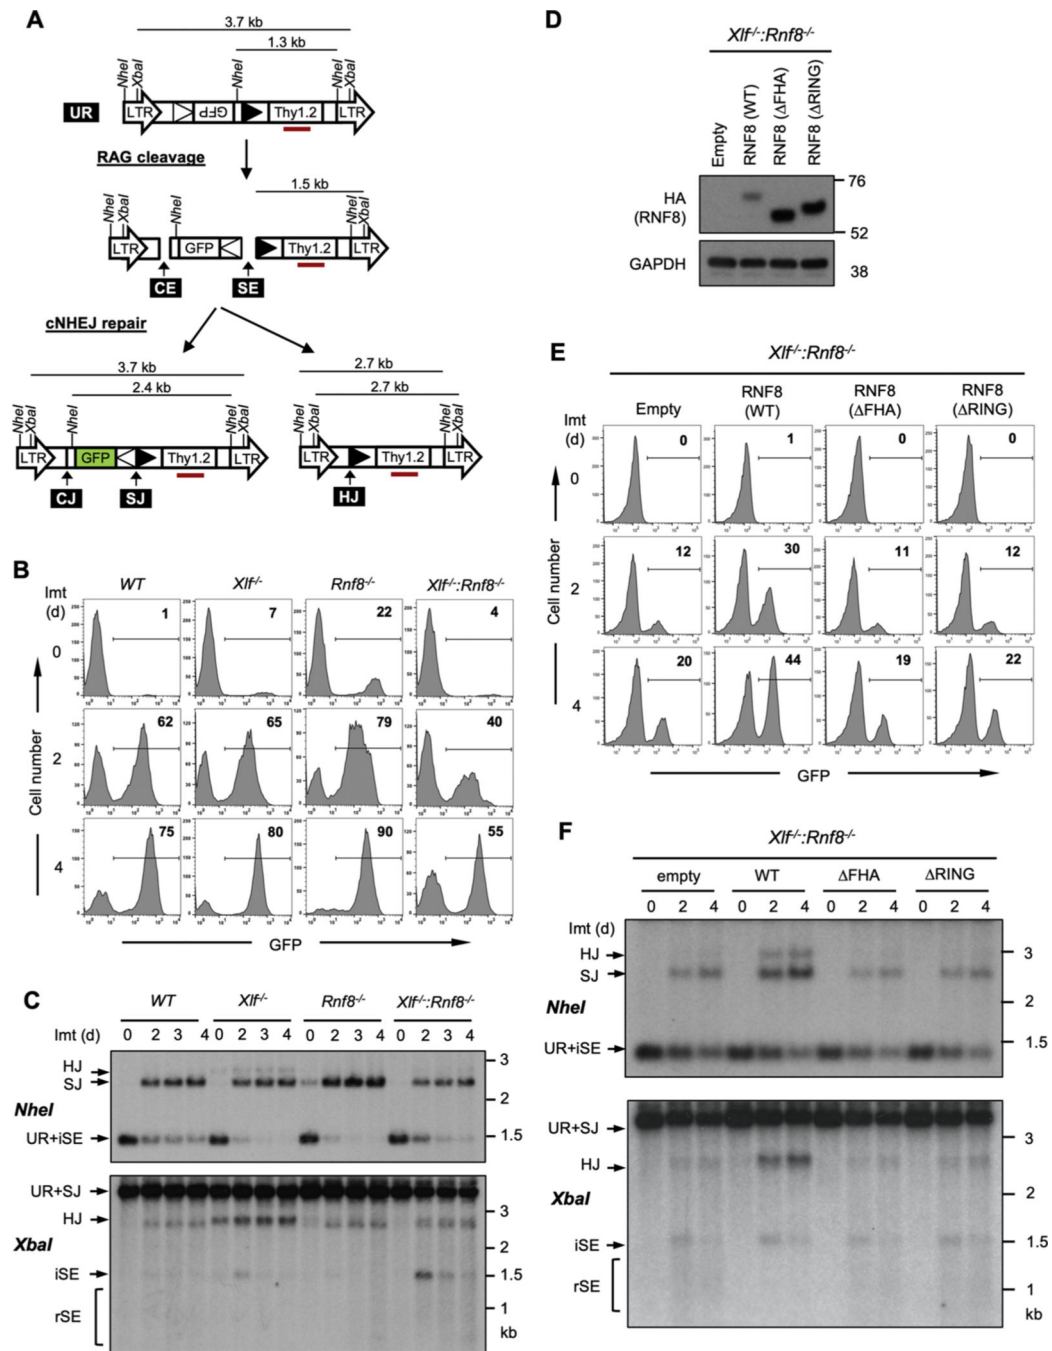 A
3.7 kb
1.3 kb
NheI
XbaI
NheI
NheI
XbaI
UR
LTR
GFP
Thy1.2
LTR
RAG cleavage
1.5 kb
NheI
XbaI
NheI
NheI
XbaI
LTR
GFP
Thy1.2
LTR
CE
SE
cNHEJ repair
3.7 kb
2.4 kb
2.7 kb
2.7 kb
NheI
XbaI
NheI
NheI
XbaI
NheI
XbaI
NheI
XbaI
LTR
GFP
Thy1.2
LTR
LTR
Thy1.2
LTR
CJ
SJ
HJ
B
Imt (d)
WT
Xlf-/-
Rnf8-/-
Xlf-/-:Rnf8-/-
0
1
7
22
4
2
62
65
79
40
4
75
80
90
55
Cell number
GFP
C
WT
Xlf-/-
Rnf8-/-
Xlf-/-:Rnf8-/-
Imt (d)
0 2 3 4 0 2 3 4 0 2 3 4 0 2 3 4
HJ
SJ
NheI
UR+iSE
3
2
1.5
UR+SJ
HJ
XbaI
iSE
rSE
3
2
1.5
1
kb
D
Xlf-/-:Rnf8-/-
Empty
RNF8 (WT)
RNF8 (ΔFHA)
RNF8 (ΔRING)
HA
(RNF8)
76
52
GAPDH
38
E
Xlf-/-:Rnf8-/-
Imt (d)
Empty
RNF8 (WT)
RNF8 (ΔFHA)
RNF8 (ΔRING)
0
0
1
0
0
2
12
30
11
12
4
20
44
19
22
Cell number
GFP
F
Xlf-/-:Rnf8-/-
empty
WT
ΔFHA
ΔRING
0 2 4 0 2 4 0 2 4 0 2 4
Imt (d)
HJ
SJ
NheI
UR+iSE
3
2
1.5
UR+SJ
HJ
XbaI
iSE
rSE
3
2
1.5
1
kb